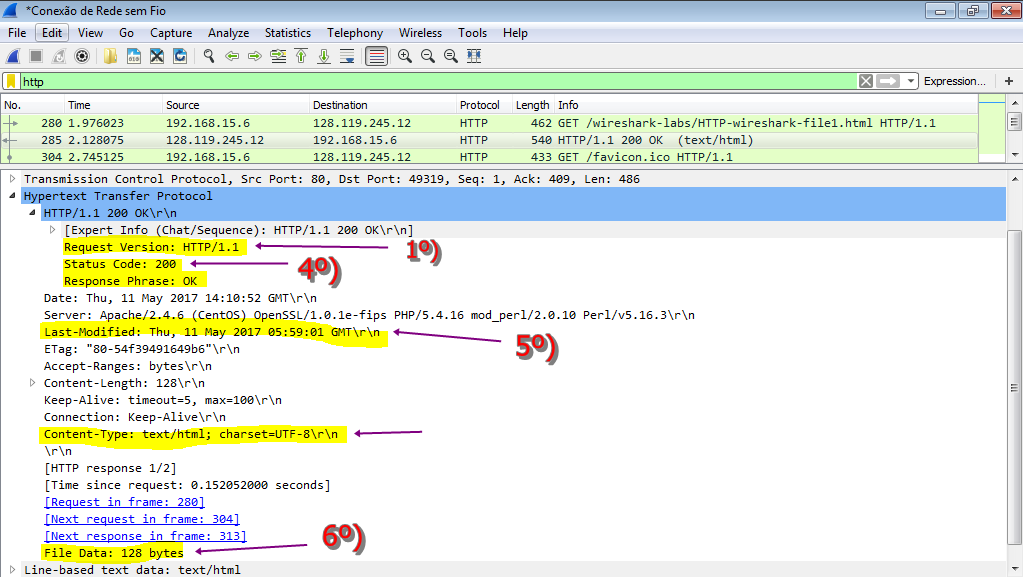 *Conexão de Rede sem Fio
File Edit View Go Capture Analyze Statistics Telephony Wireless Tools Help
http Expression... +
No. Time Source Destination Protocol Length Info
280 1.976023 192.168.15.6 128.119.245.12 HTTP 462 GET /wireshark-labs/HTTP-wireshark-file1.html HTTP/1.1
285 2.128075 128.119.245.12 192.168.15.6 HTTP 540 HTTP/1.1 200 OK (text/html)
304 2.745125 192.168.15.6 128.119.245.12 HTTP 433 GET /favicon.ico HTTP/1.1
Transmission Control Protocol, Src Port: 80, Dst Port: 49319, Seq: 1, Ack: 409, Len: 486
Hypertext Transfer Protocol
HTTP/1.1 200 OK\r\n
[Expert Info (Chat/Sequence): HTTP/1.1 200 OK\r\n]
Request Version: HTTP/1.1 1º)
Status Code: 200 4º)
Response Phrase: OK
Date: Thu, 11 May 2017 14:10:52 GMT\r\n
Server: Apache/2.4.6 (CentOS) OpenSSL/1.0.1e-fips PHP/5.4.16 mod_perl/2.0.10 Perl/v5.16.3\r\n
Last-Modified: Thu, 11 May 2017 05:59:01 GMT\r\n 5º)
ETag: "80-54f39491649b6"\r\n
Accept-Ranges: bytes\r\n
Content-Length: 128\r\n
Keep-Alive: timeout=5, max=100\r\n
Connection: Keep-Alive\r\n
Content-Type: text/html; charset=UTF-8\r\n
\r\n
[HTTP response 1/2]
[Time since request: 0.152052000 seconds]
[Request in frame: 280]
[Next request in frame: 304]
[Next response in frame: 313]
File Data: 128 bytes 6º)
Line-based text data: text/html